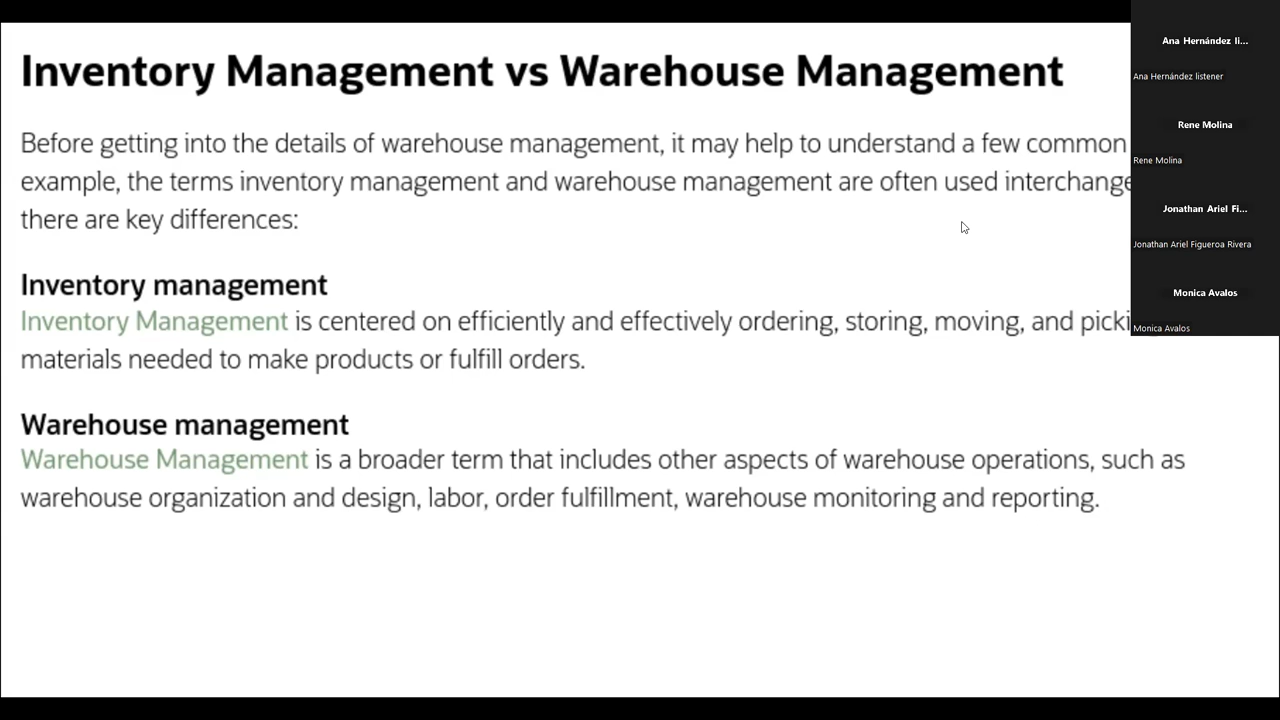 Inventory Management vs Warehouse Management
Before getting into the details of warehouse management, it may help to understand a few common
example, the terms inventory management and warehouse management are often used
there are key differences:
Inventory management
Inventory Management is centered on efficiently and effectively ordering, storing, moving, and
materials needed to make products or fulfill orders.
Warehouse management
Warehouse Management is a broader term that includes other aspects of warehouse operations, such as
warehouse organization and design, labor, order fulfillment, warehouse monitoring and reporting.
Ana Hernández li...
Ana Hernández listener
Rene Molina
Rene Molina
Jonathan Ariel Fi...
Jonathan Ariel Figueroa Rivera
Monica Avalos
Monica Avalos